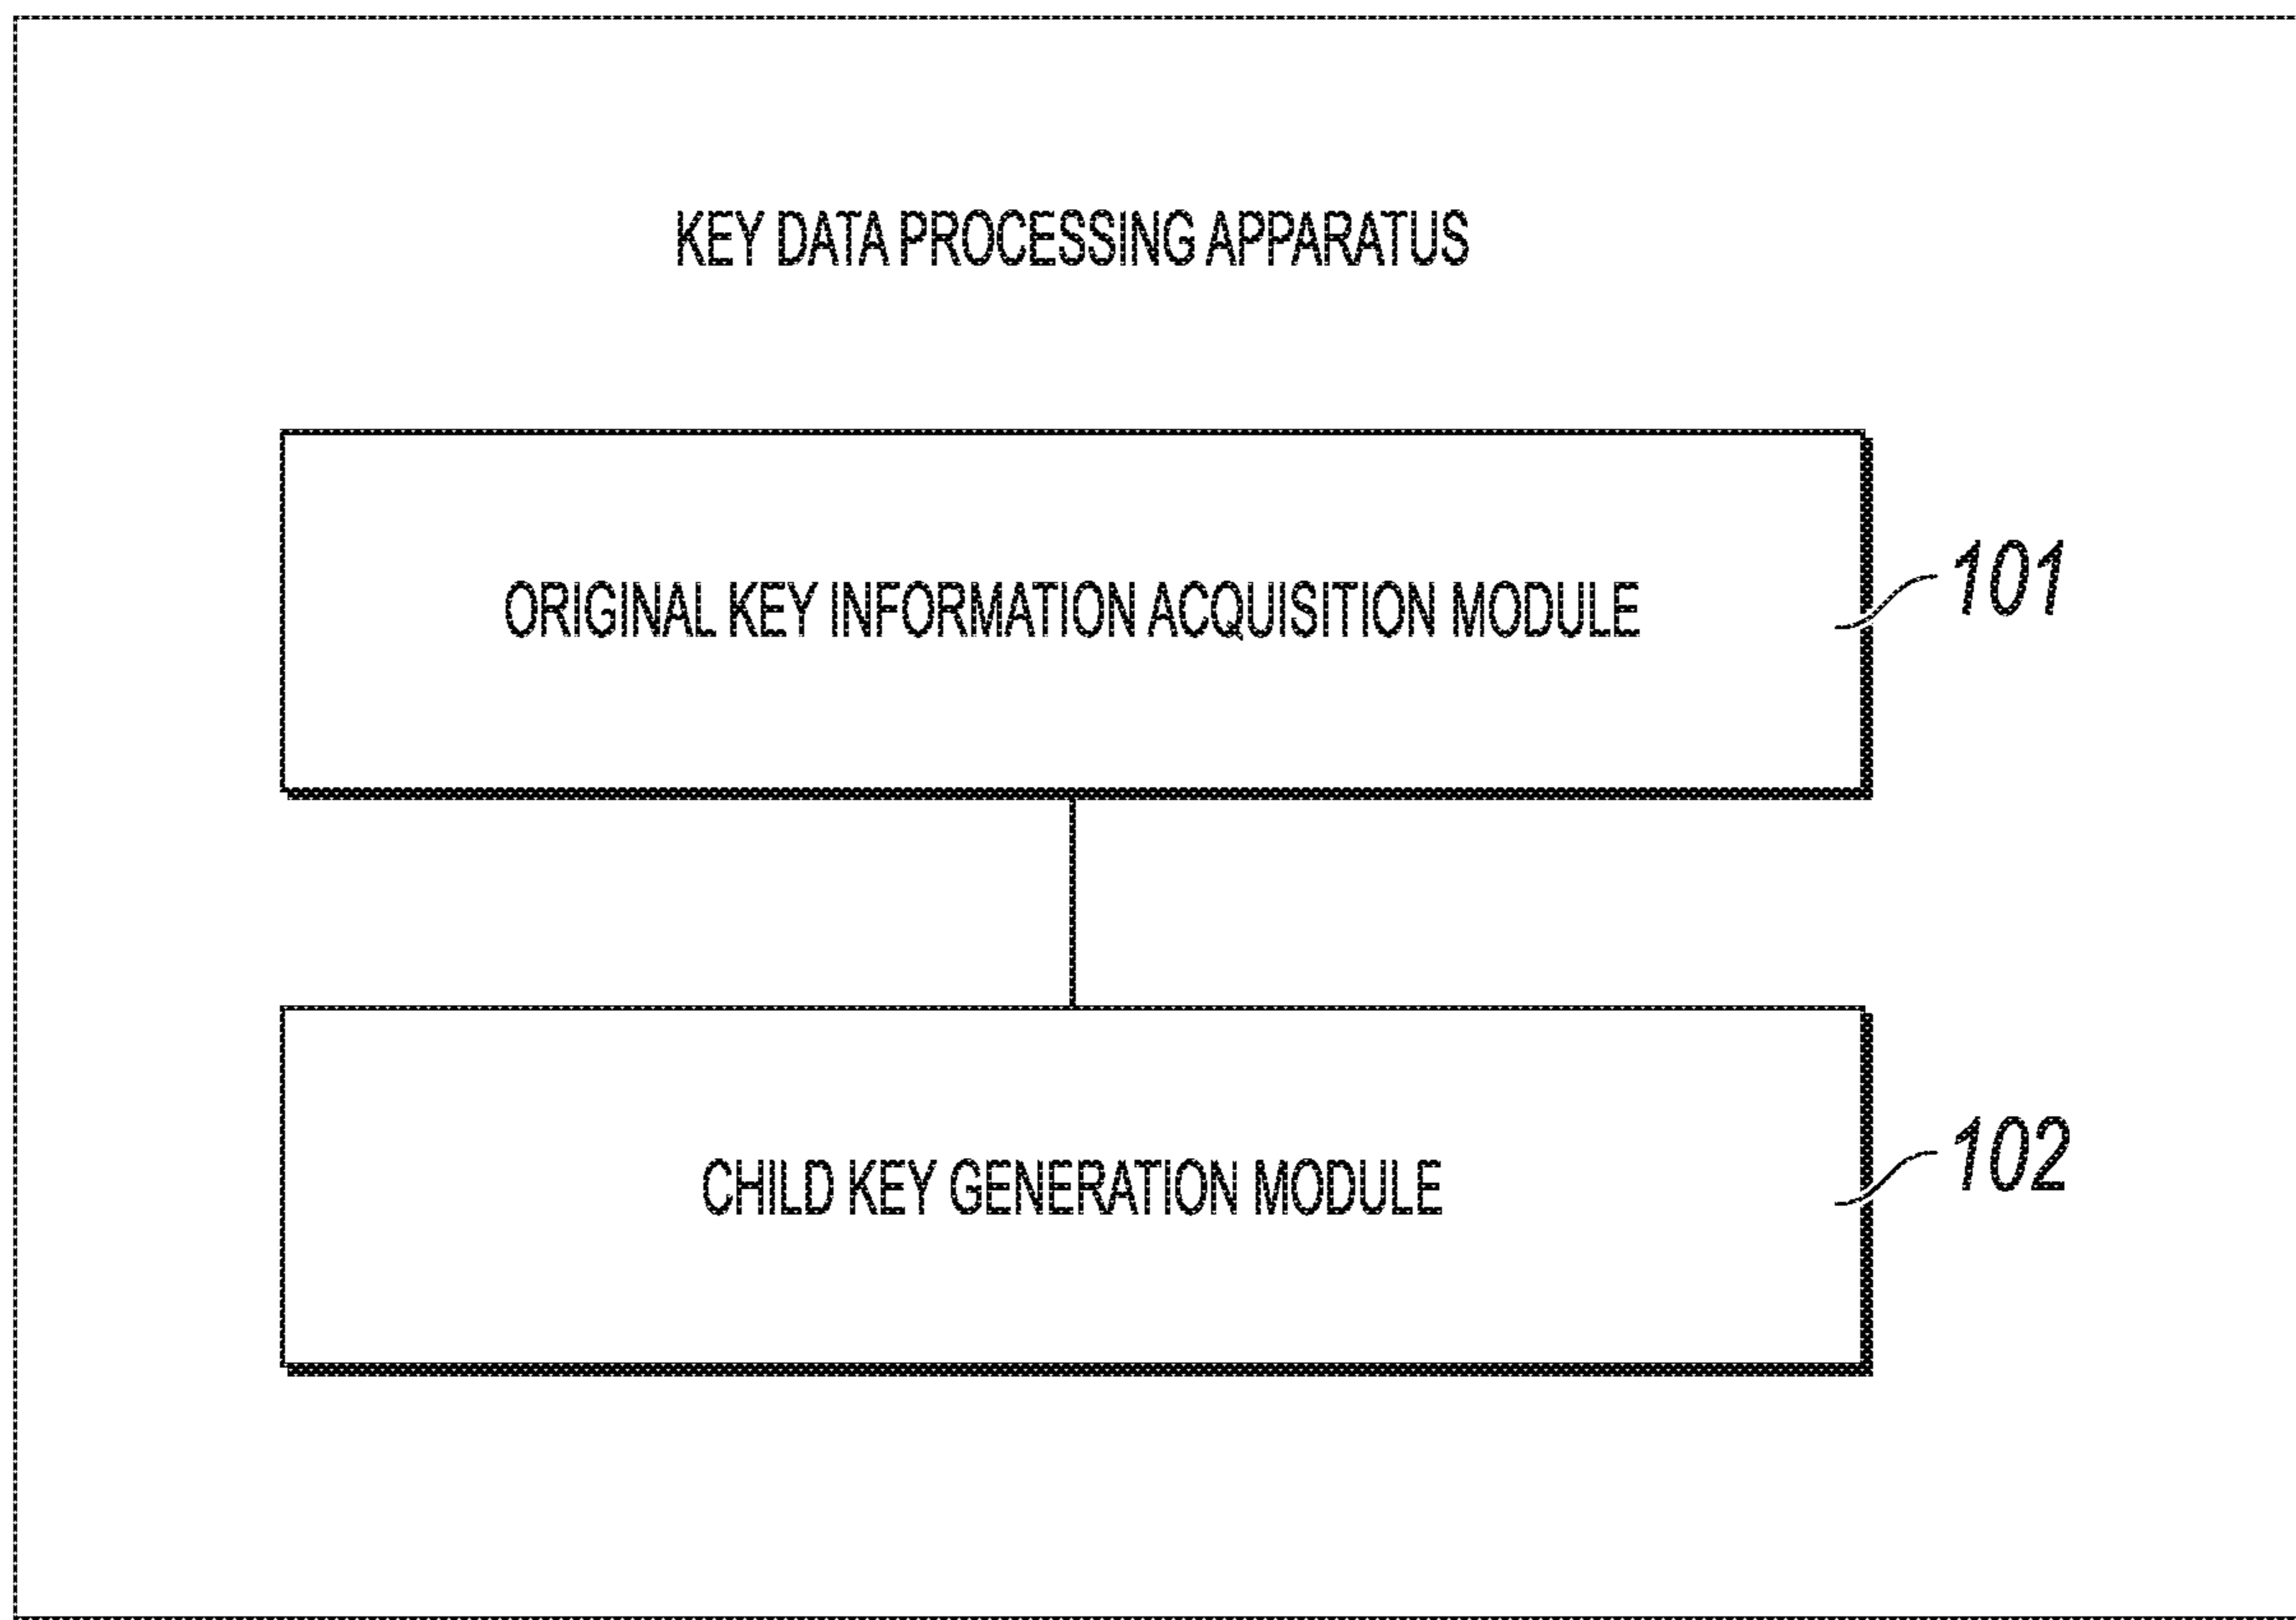 KEY DATA PROCESSING APPARATUS
ORIGINAL KEY INFORMATION ACQUISITION MODULE
101
CHILD KEY GENERATION MODULE
102